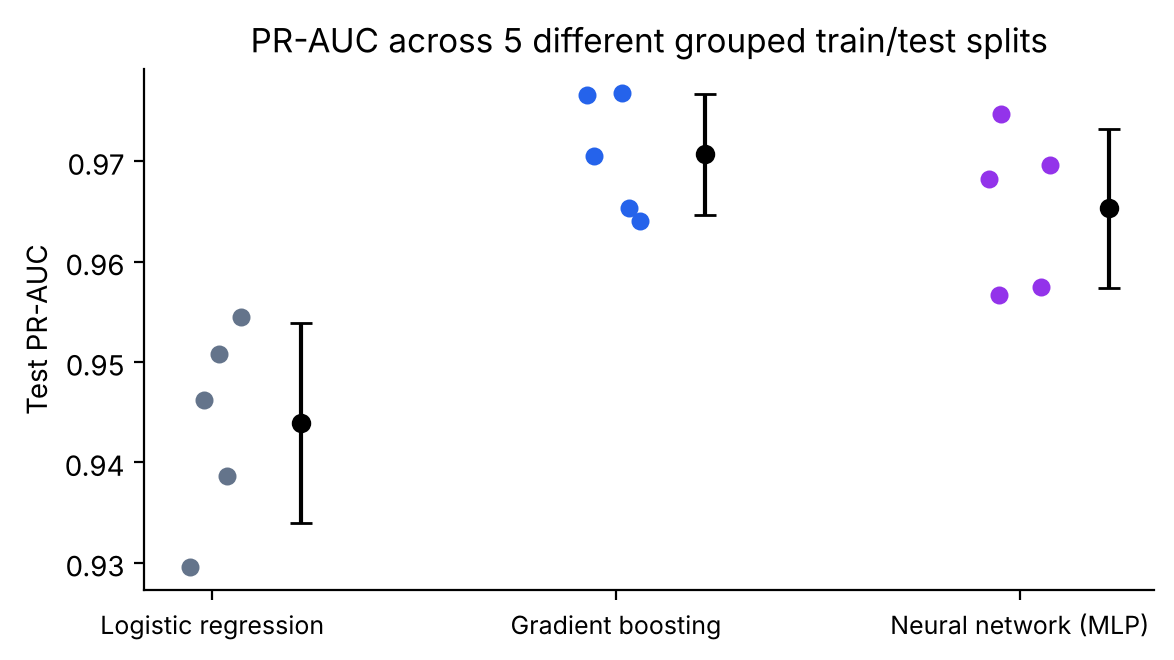 PR-AUC across 5 different grouped train/test splits
Test PR-AUC
0.97
0.96
0.95
0.94
0.93
Logistic regression
Gradient boosting
Neural network (MLP)